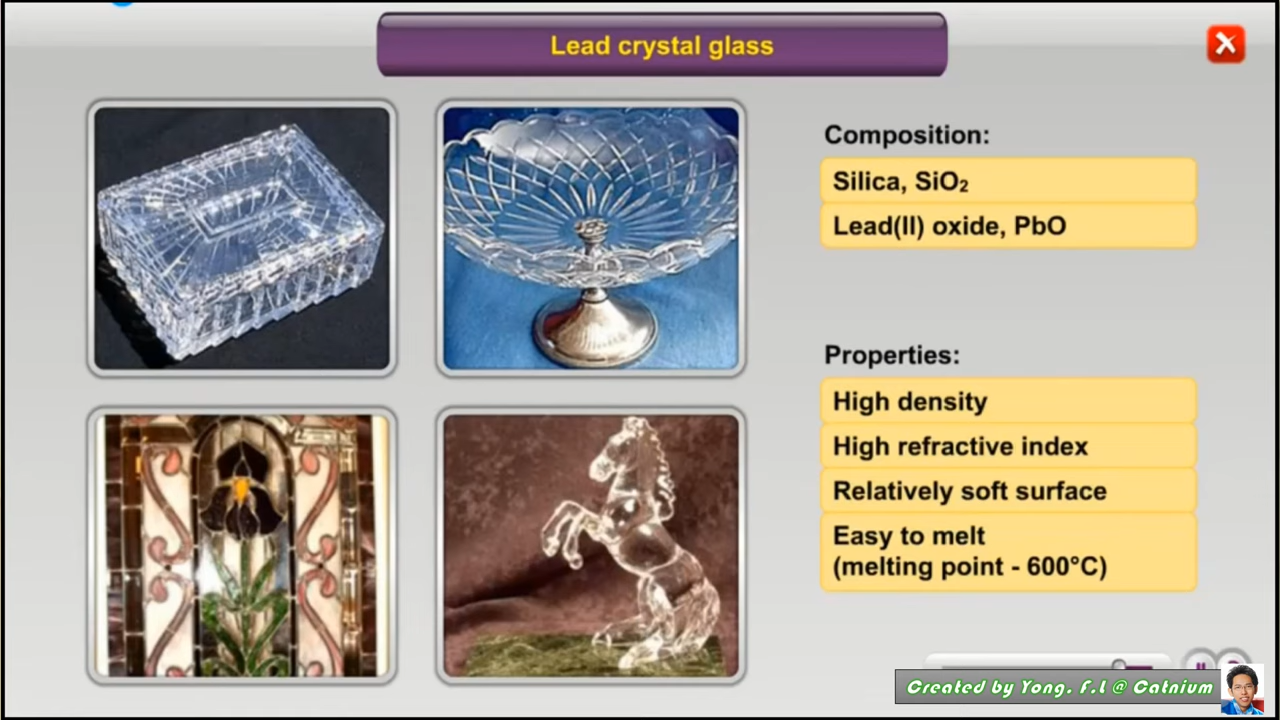 Lead crystal glass
Composition:
Silica, SiO₂
Lead(II) oxide, PbO
Properties:
High density
High refractive index
Relatively soft surface
Easy to melt
(melting point - 600°C)
Created by Yong. F.L @ Catnium